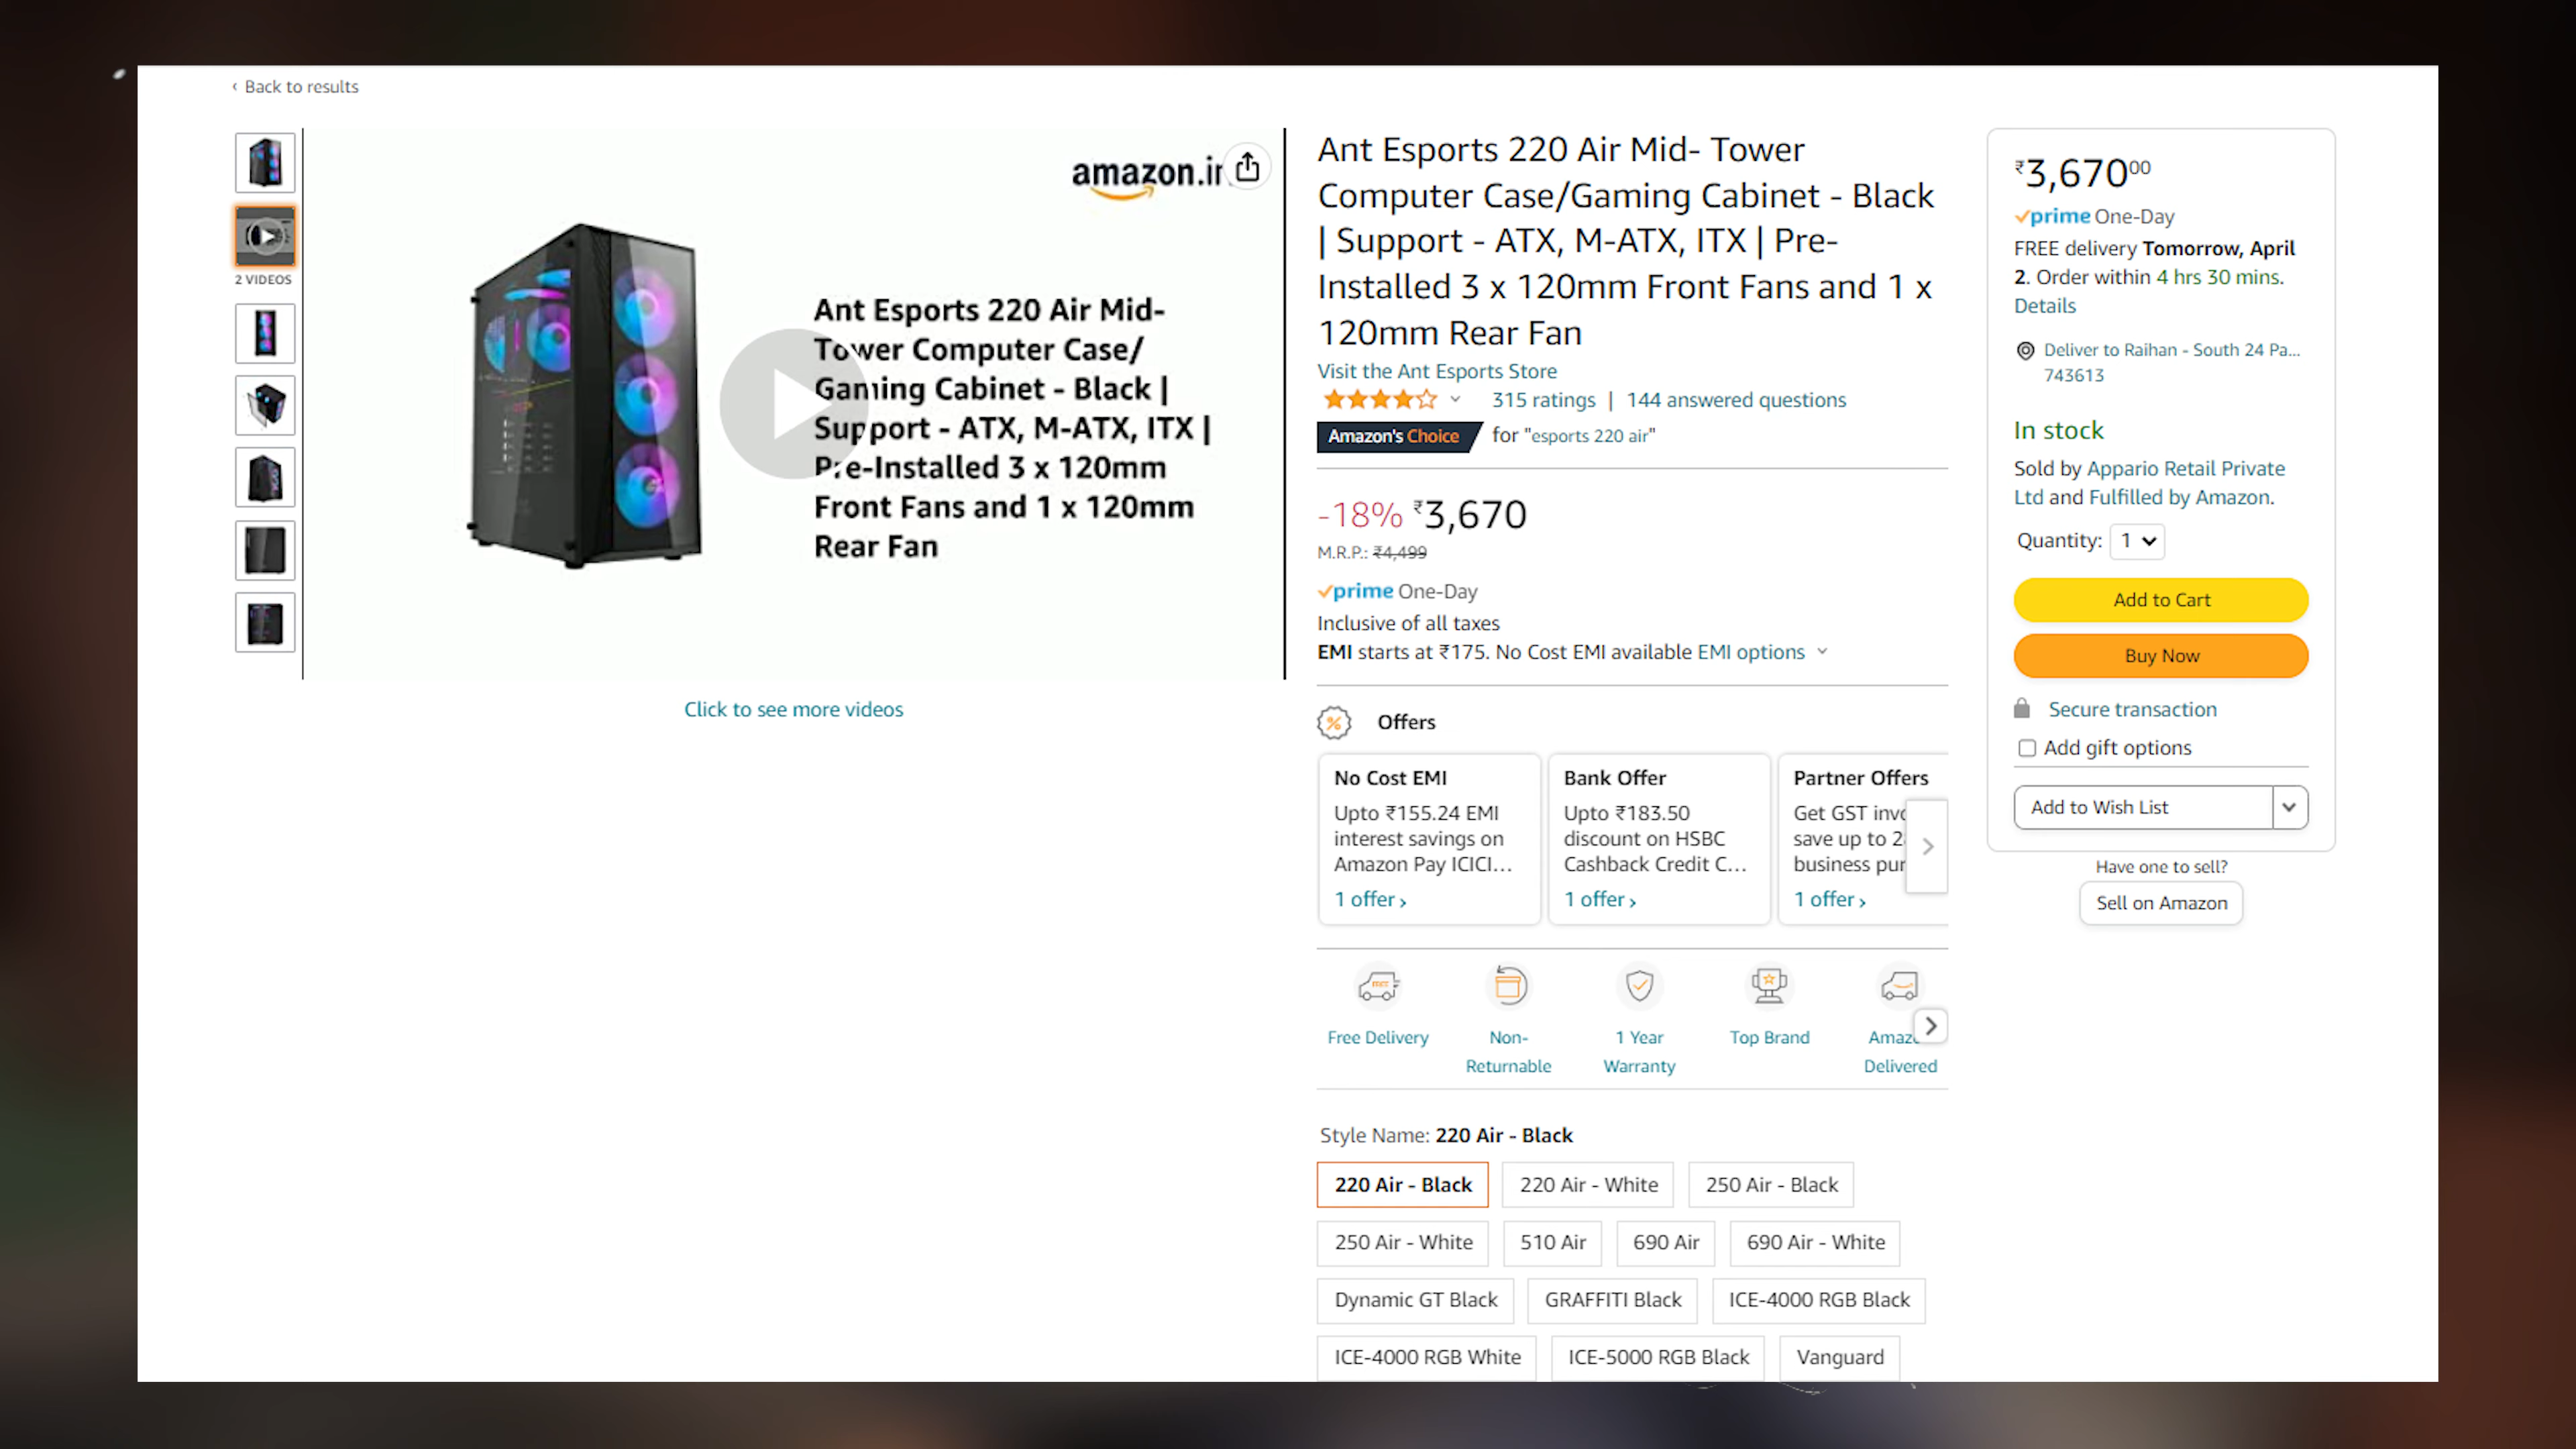 ‹ Back to results
2 VIDEOS
amazon.in
Ant Esports 220 Air Mid-
Tower Computer Case/
Gaming Cabinet - Black |
Support - ATX, M-ATX, ITX |
Pre-Installed 3 x 120mm
Front Fans and 1 x 120mm
Rear Fan
Click to see more videos
Ant Esports 220 Air Mid- Tower
Computer Case/Gaming Cabinet - Black
| Support - ATX, M-ATX, ITX | Pre-
Installed 3 x 120mm Front Fans and 1 x
120mm Rear Fan
Visit the Ant Esports Store
315 ratings | 144 answered questions
Amazon's Choice for "esports 220 air"
-18% ₹3,670
M.R.P.: ₹4,499
prime One-Day
Inclusive of all taxes
EMI starts at ₹175. No Cost EMI available EMI options
Offers
No Cost EMI
Upto ₹155.24 EMI
interest savings on
Amazon Pay ICICI...
1 offer ›
Bank Offer
Upto ₹183.50
discount on HSBC
Cashback Credit C...
1 offer ›
Partner Offers
Get GST invo
save up to 2
business pur
1 offer ›
Free Delivery
Non-
Returnable
1 Year
Warranty
Top Brand
Amaz
Delivered
Style Name: 220 Air - Black
220 Air - Black 220 Air - White 250 Air - Black
250 Air - White 510 Air 690 Air 690 Air - White
Dynamic GT Black GRAFFITI Black ICE-4000 RGB Black
ICE-4000 RGB White ICE-5000 RGB Black Vanguard
₹3,67000
prime One-Day
FREE delivery Tomorrow, April
2. Order within 4 hrs 30 mins.
Details
Deliver to Raihan - South 24 Pa...
743613
In stock
Sold by Appario Retail Private
Ltd and Fulfilled by Amazon.
Quantity: 1
Add to Cart
Buy Now
Secure transaction
Add gift options
Add to Wish List
Have one to sell?
Sell on Amazon